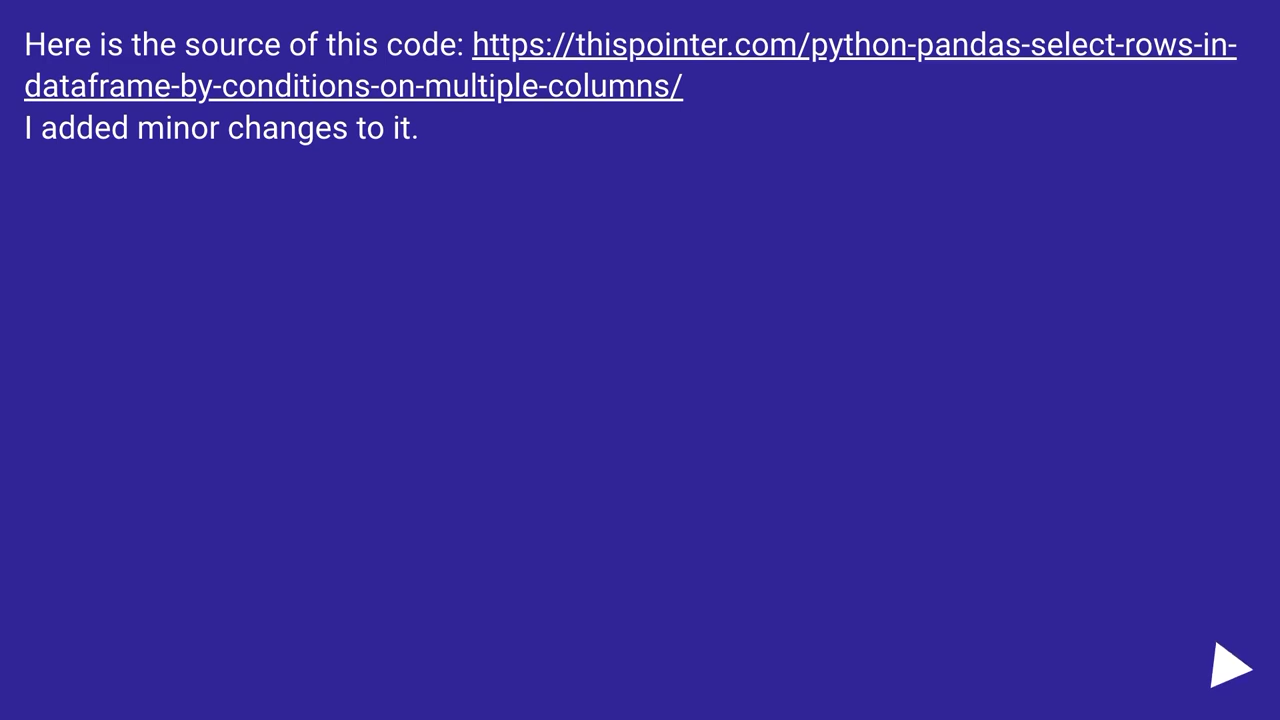 Here is the source of this code: https://thispointer.com/python-pandas-select-rows-in-
dataframe-by-conditions-on-multiple-columns/
I added minor changes to it.